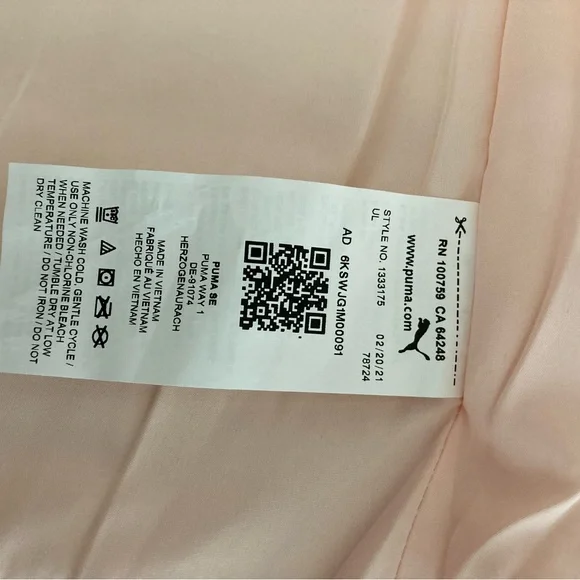 RN 100759 CA 64248
www.puma.com
STYLE NO. 1333175 02/20/21
UL 78724
AD 6KSWJG1M00091
PUMA SE
PUMA WAY 1
DE-91074
HERZOGENAURACH
MADE IN VIETNAM
FABRIQUÉ AU VIETNAM
HECHO EN VIETNAM
MACHINE WASH COLD, GENTLE CYCLE /
USE ONLY NON-CHLORINE BLEACH
WHEN NEEDED / TUMBLE DRY AT LOW
TEMPERATURE / DO NOT IRON / DO NOT
DRY CLEAN